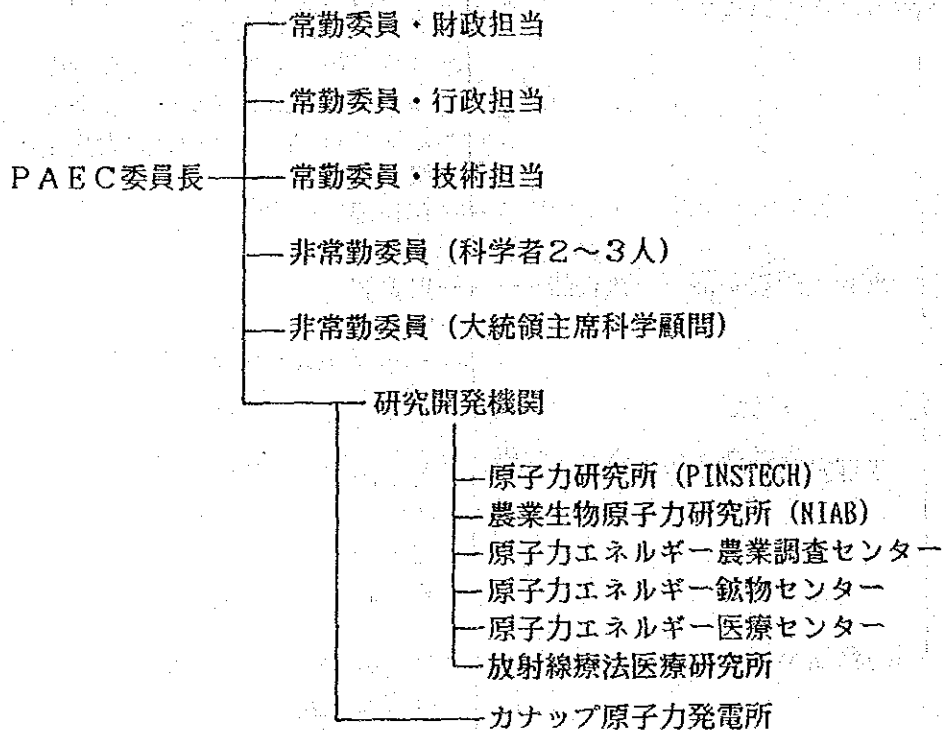 常勤委員・財政担当
常勤委員・行政担当
PAEC委員長 常勤委員・技術担当
非常勤委員 (科学者2～3人)
非常勤委員 (大統領主席科学顧問)
研究開発機関
原子力研究所 (PINSTECH)
農業生物原子力研究所 (NIAB)
原子力エネルギー農業調査センター
原子力エネルギー鉱物センター
原子力エネルギー医療センター
放射線療法医療研究所
カナップ原子力発電所